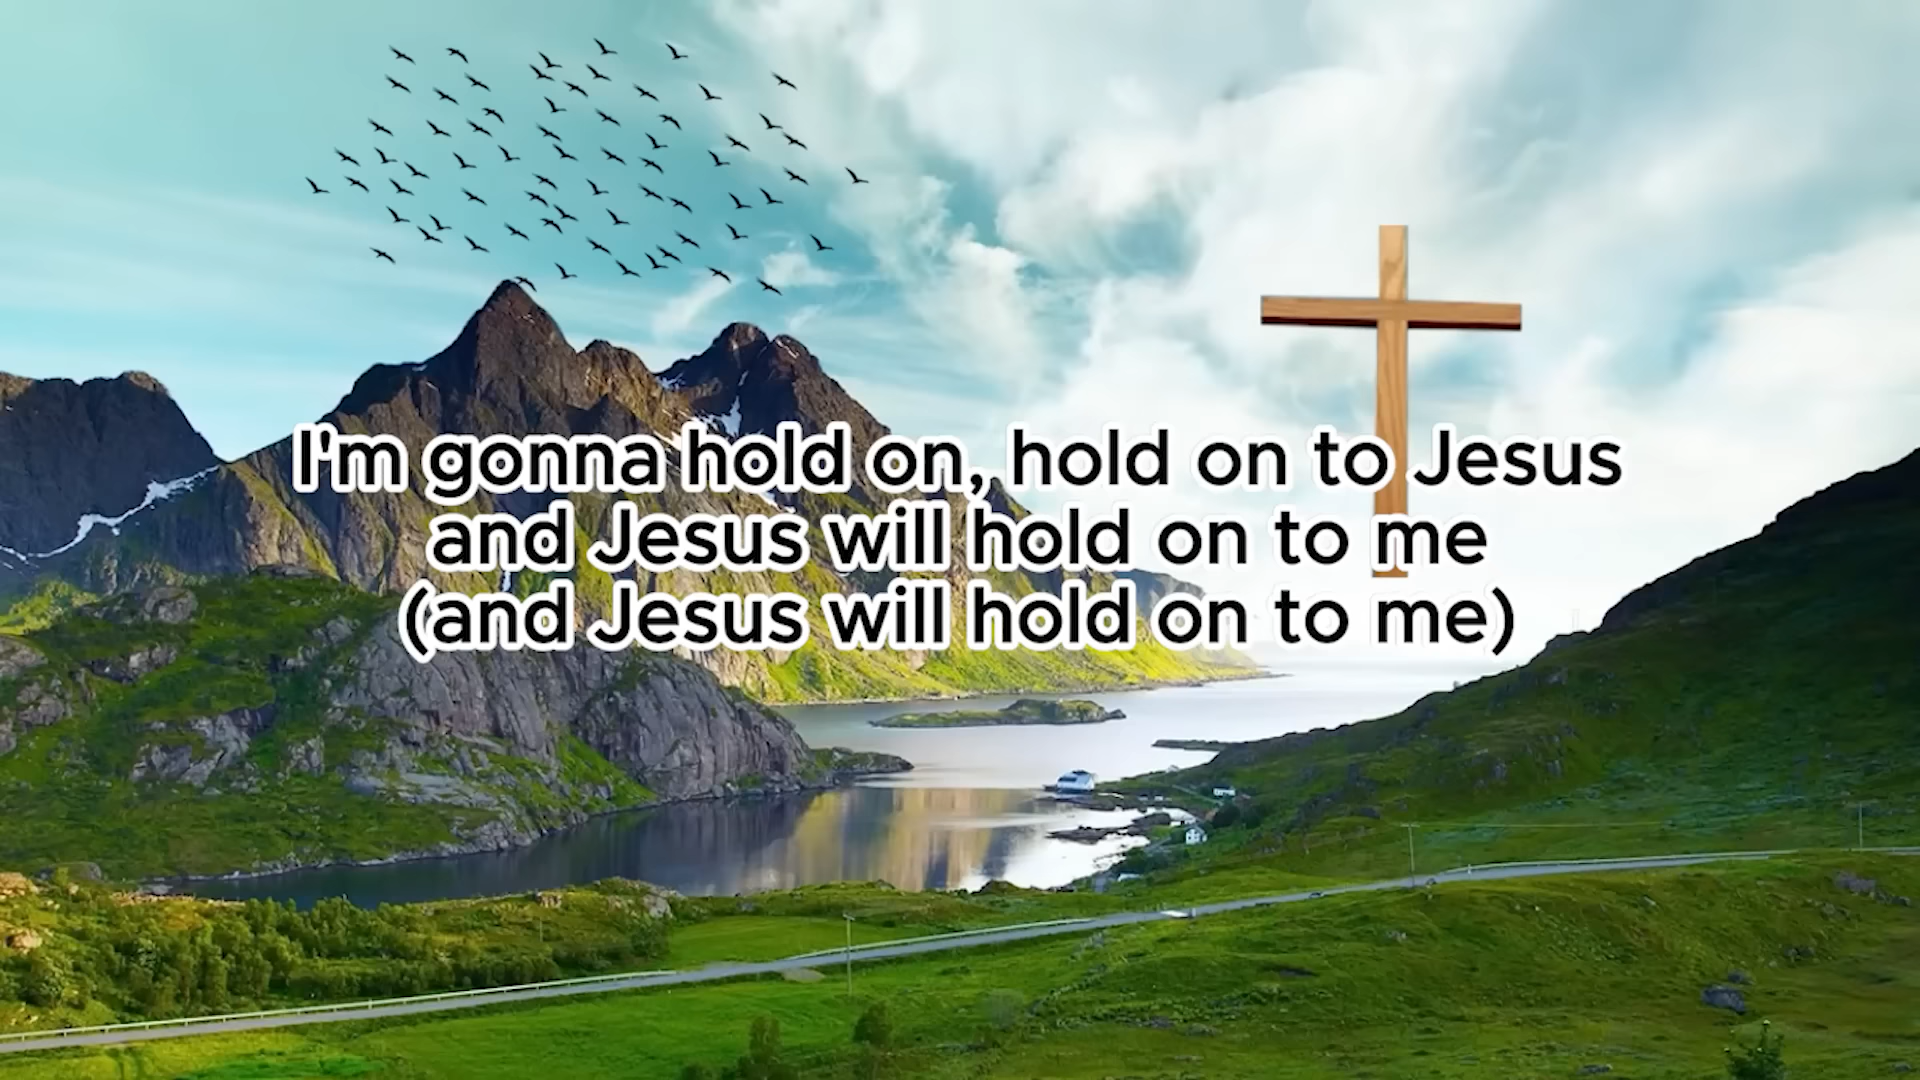 I'm gonna hold on, hold on to Jesus
and Jesus will hold on to me
(and Jesus will hold on to me)